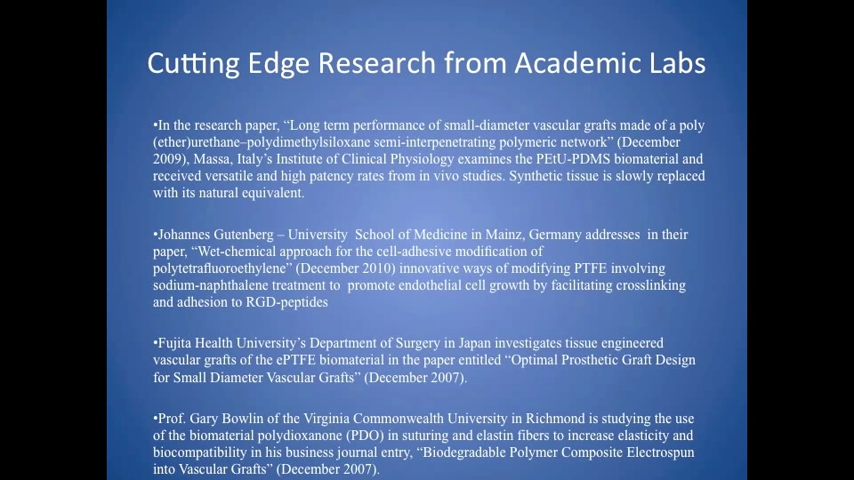 Cutting Edge Research from Academic Labs
•In the research paper, “Long term performance of small-diameter vascular grafts made of a poly
(ether)urethane–polydimethylsiloxane semi-interpenetrating polymeric network” (December
2009), Massa, Italy’s Institute of Clinical Physiology examines the PEtU-PDMS biomaterial and
received versatile and high patency rates from in vivo studies. Synthetic tissue is slowly replaced
with its natural equivalent.
•Johannes Gutenberg – University  School of Medicine in Mainz, Germany addresses  in their
paper, “Wet-chemical approach for the cell-adhesive modification of
polytetrafluoroethylene” (December 2010) innovative ways of modifying PTFE involving
sodium-naphthalene treatment to  promote endothelial cell growth by facilitating crosslinking
and adhesion to RGD-peptides
•Fujita Health University’s Department of Surgery in Japan investigates tissue engineered
vascular grafts of the ePTFE biomaterial in the paper entitled “Optimal Prosthetic Graft Design
for Small Diameter Vascular Grafts” (December 2007).
•Prof. Gary Bowlin of the Virginia Commonwealth University in Richmond is studying the use
of the biomaterial polydioxanone (PDO) in suturing and elastin fibers to increase elasticity and
biocompatibility in his business journal entry, “Biodegradable Polymer Composite Electrospun
into Vascular Grafts” (December 2007).